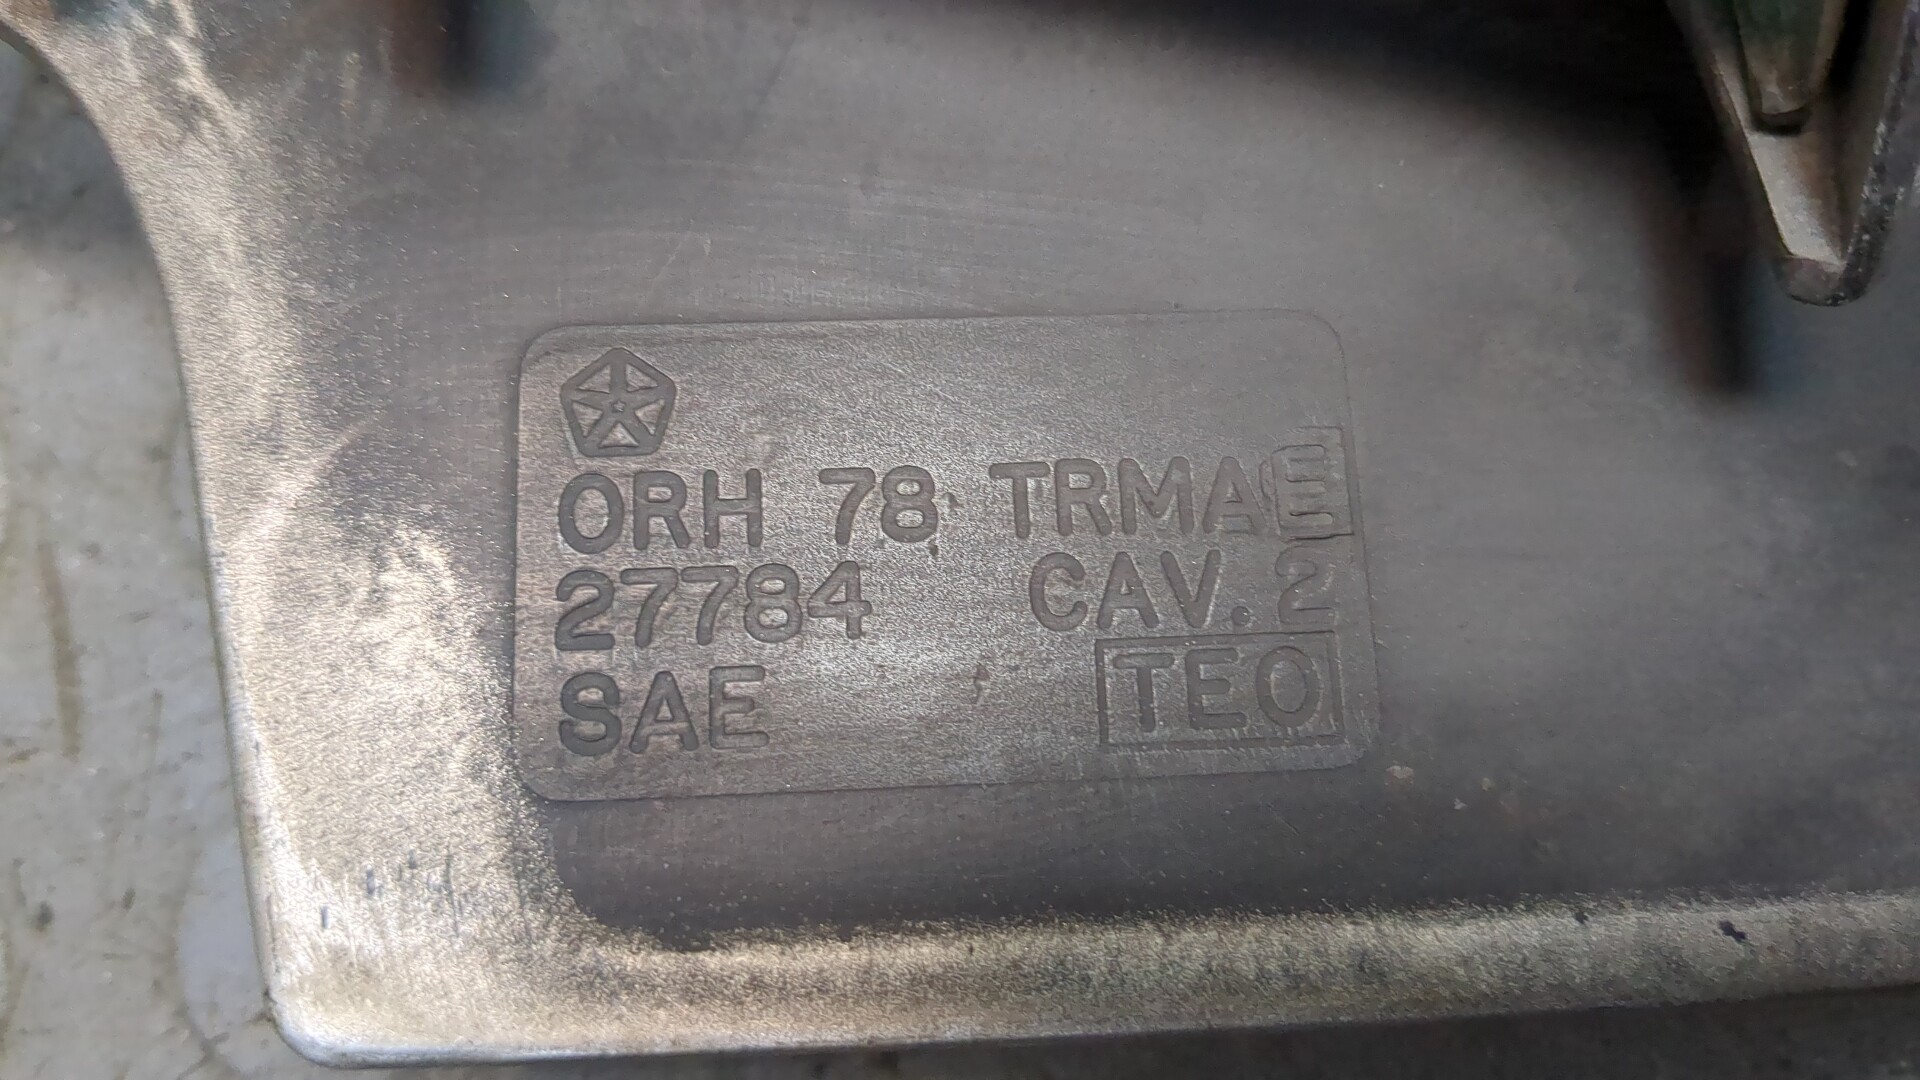 ORH 78 TRMAE
27784 CAV. 2
SAE TEO